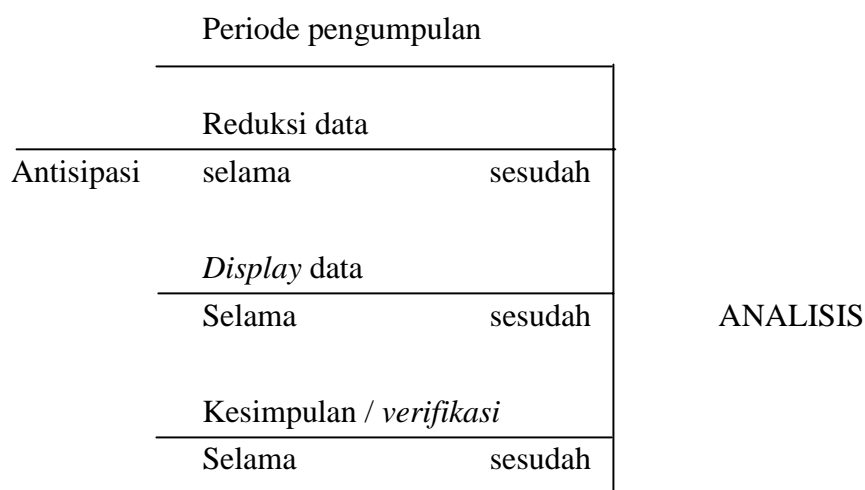 Periode pengumpulan
Reduksi data
Antisipasi selama sesudah
Display data
Selama sesudah ANALISIS
Kesimpulan / verifikasi
Selama sesudah